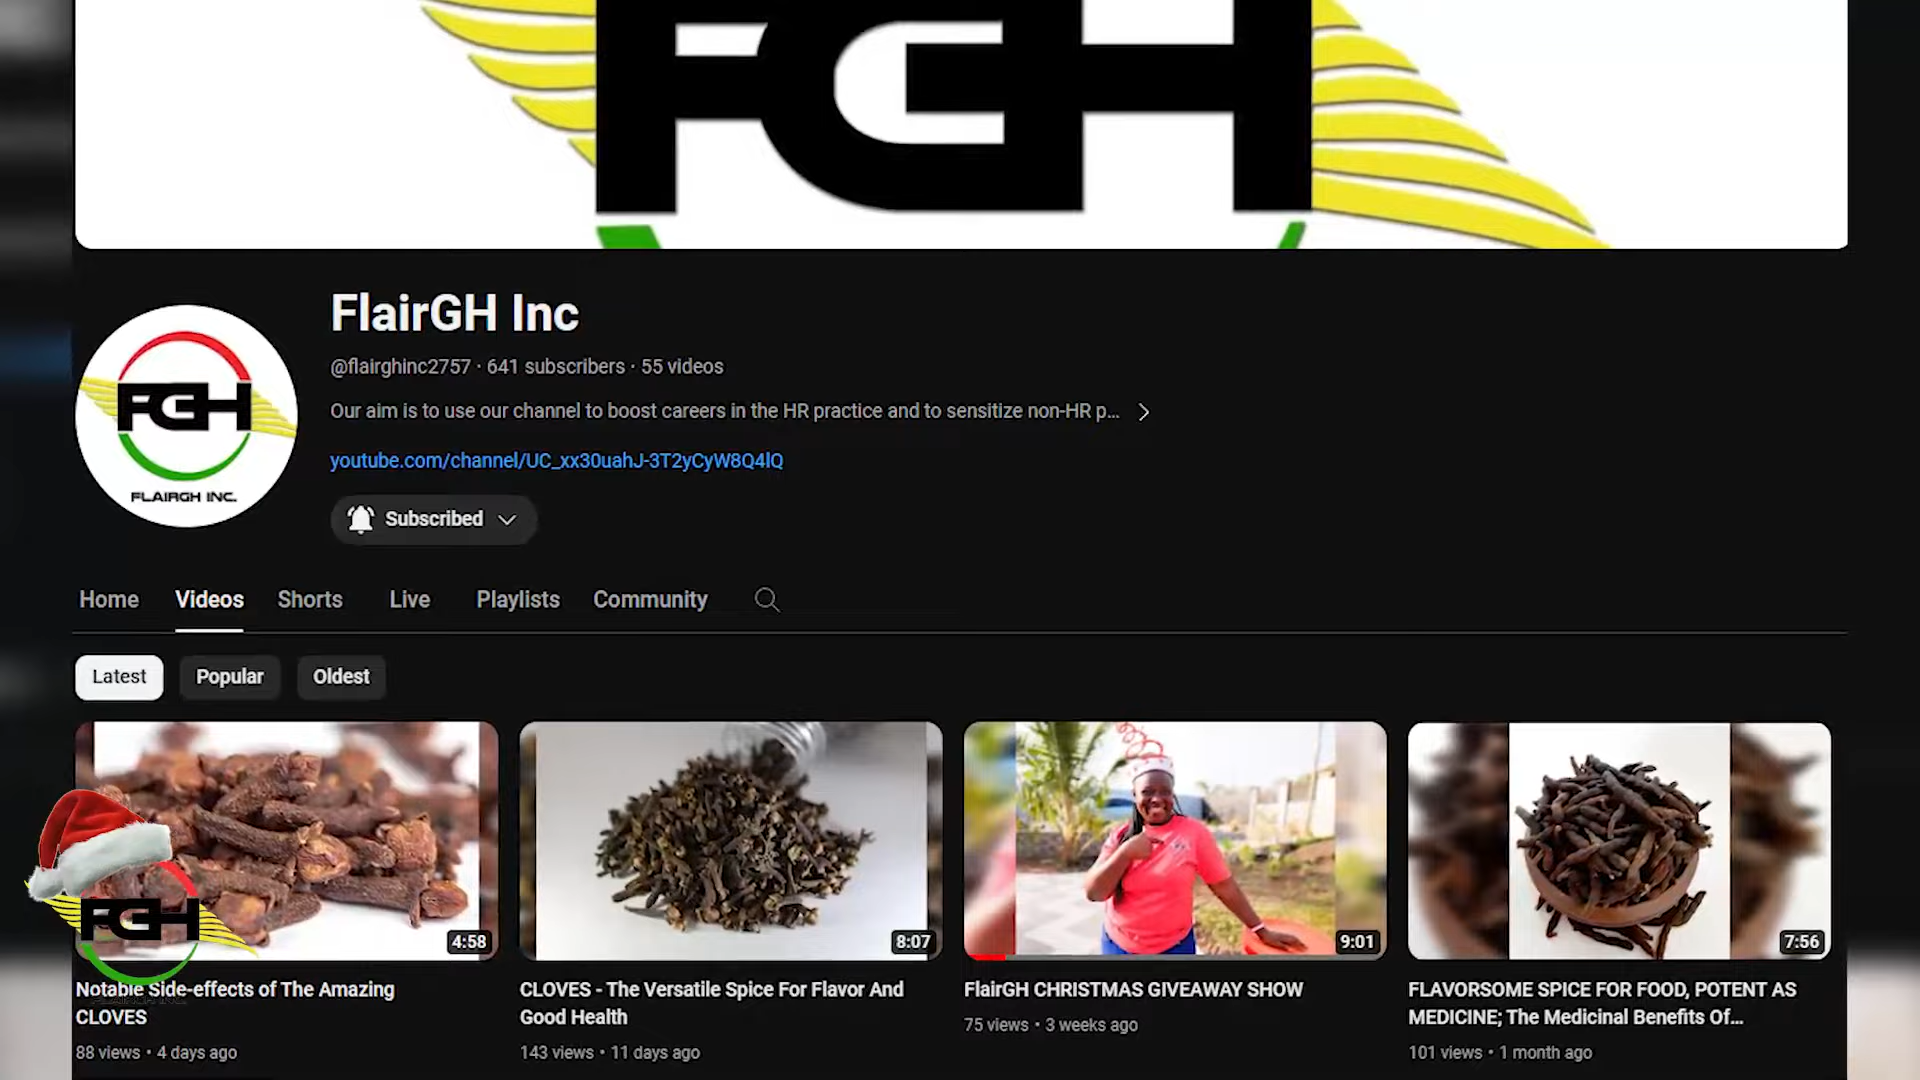 FGH
FlairGH Inc
@flairghinc2757 · 641 subscribers · 55 videos
Our aim is to use our channel to boost careers in the HR practice and to sensitize non-HR p...
youtube.com/channel/UC_xx30uahJ-3T2yCyW8Q4lQ
FGH
FLAIRGH INC.
Subscribed
Home Videos Shorts Live Playlists Community
Latest Popular Oldest
4:58 8:07 9:01 7:56
FGH
Notable Side-effects of The Amazing
CLOVES
88 views • 4 days ago
CLOVES - The Versatile Spice For Flavor And
Good Health
143 views • 11 days ago
FlairGH CHRISTMAS GIVEAWAY SHOW
75 views • 3 weeks ago
FLAVORSOME SPICE FOR FOOD, POTENT AS
MEDICINE; The Medicinal Benefits Of...
101 views • 1 month ago